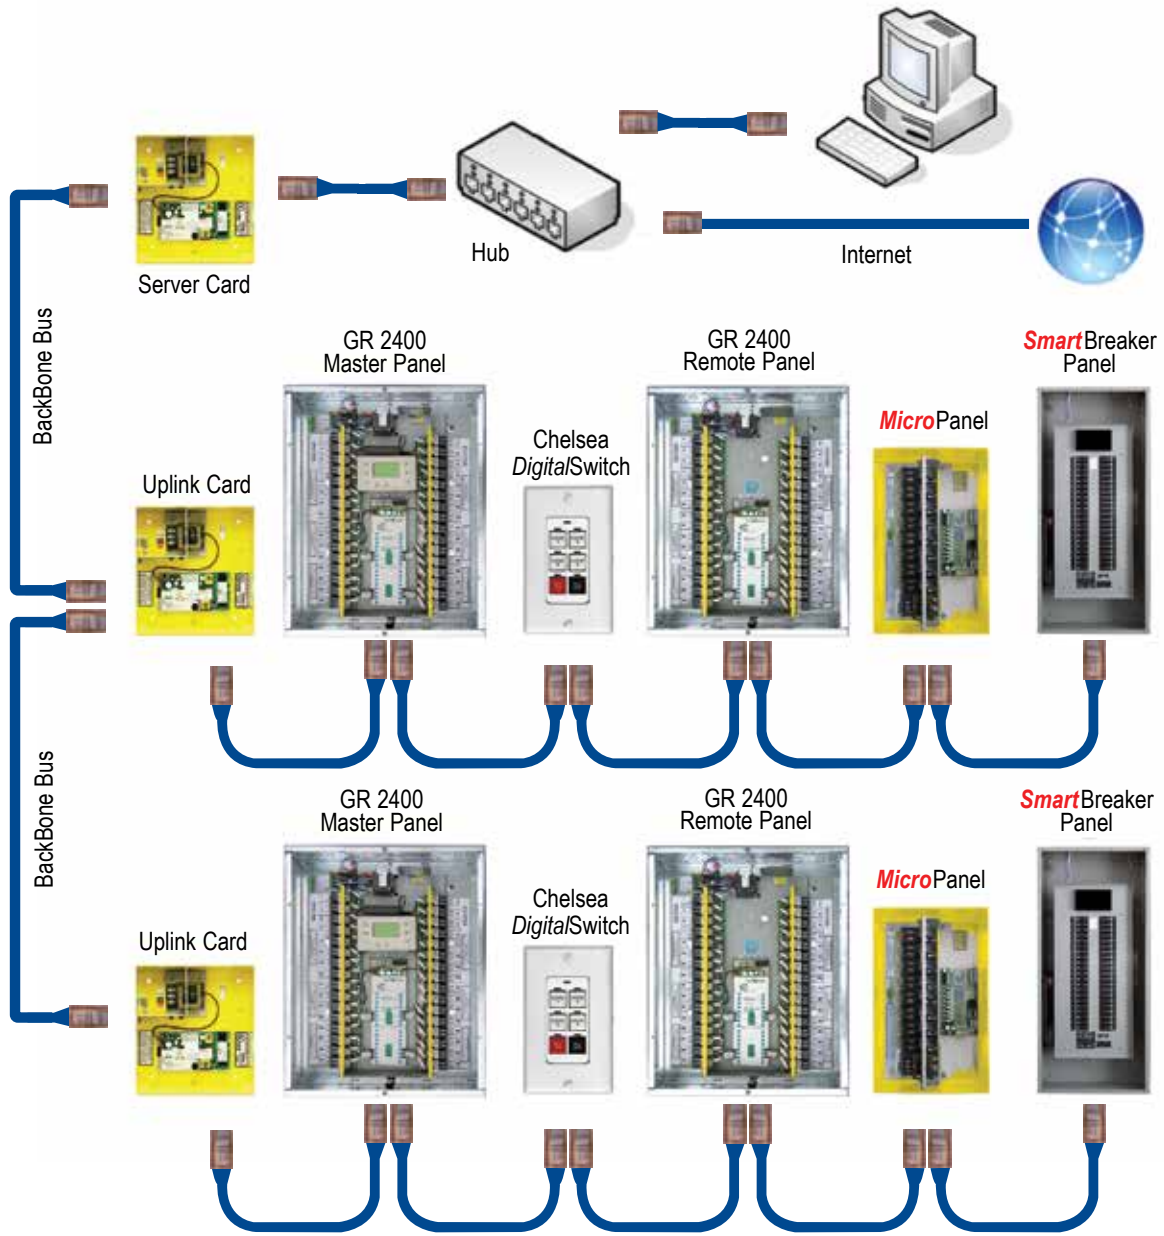 Hub
Internet
Server Card
BackBone Bus
GR 2400
Master Panel
GR 2400
Remote Panel
SmartBreaker
Panel
MicroPanel
Chelsea
DigitalSwitch
Uplink Card
BackBone Bus
GR 2400
Master Panel
GR 2400
Remote Panel
SmartBreaker
Panel
MicroPanel
Chelsea
DigitalSwitch
Uplink Card